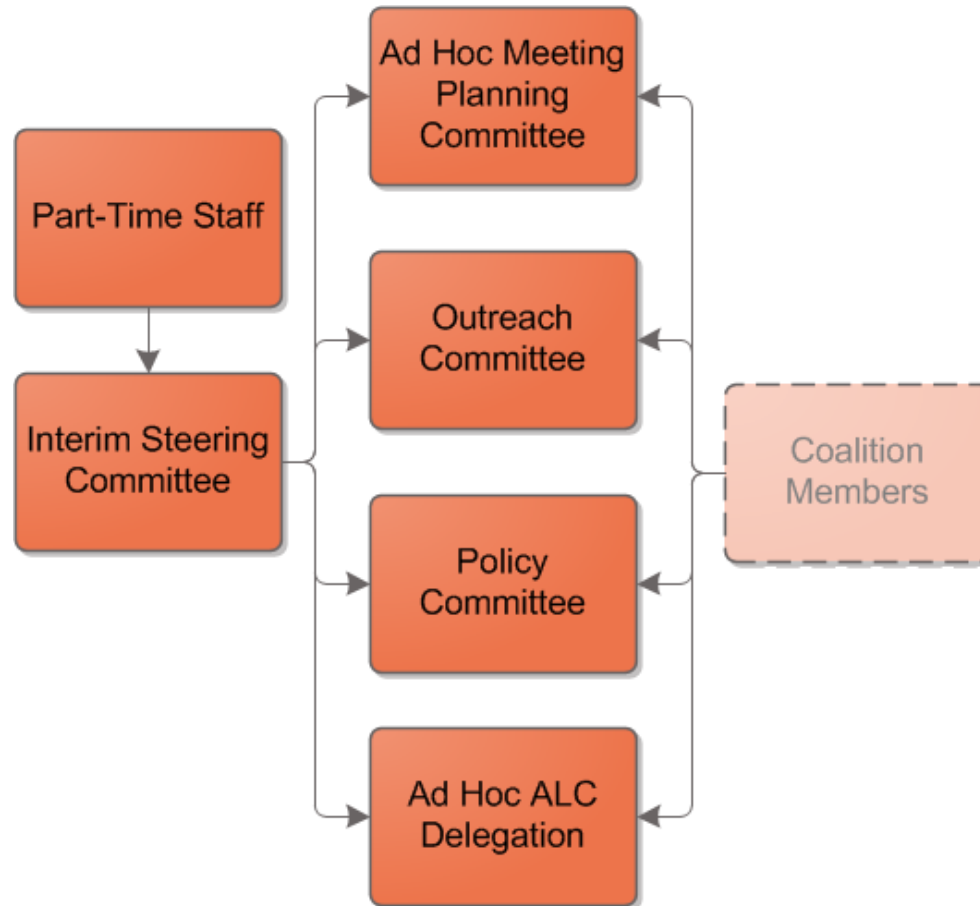 Part-Time Staff
Interim Steering
Committee
Ad Hoc Meeting
Planning
Committee
Outreach
Committee
Policy
Committee
Ad Hoc ALC
Delegation
Coalition
Members